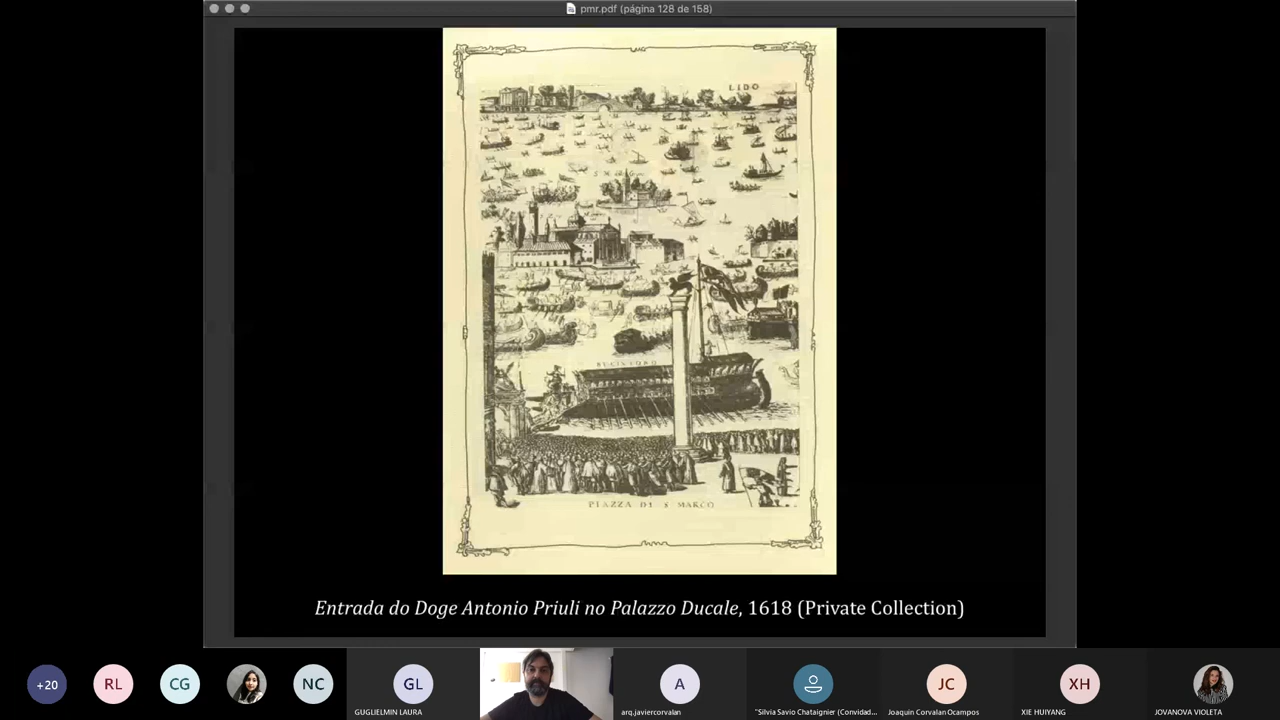 pmr.pdf (página 128 de 158)
LIDO
BUCINTORO
PIAZZA DI S MARCO
Entrada do Doge Antonio Priuli no Palazzo Ducale, 1618 (Private Collection)
+20
RL
CG
NC
GL
A
JC
XH
GUGLIELMIN LAURA
arq.javiercorvalan
"Silvia Savio Chataignier (Convidad...
Joaquin Corvalan Ocampos
XIE HUIYANG
JOVANOVA VIOLETA